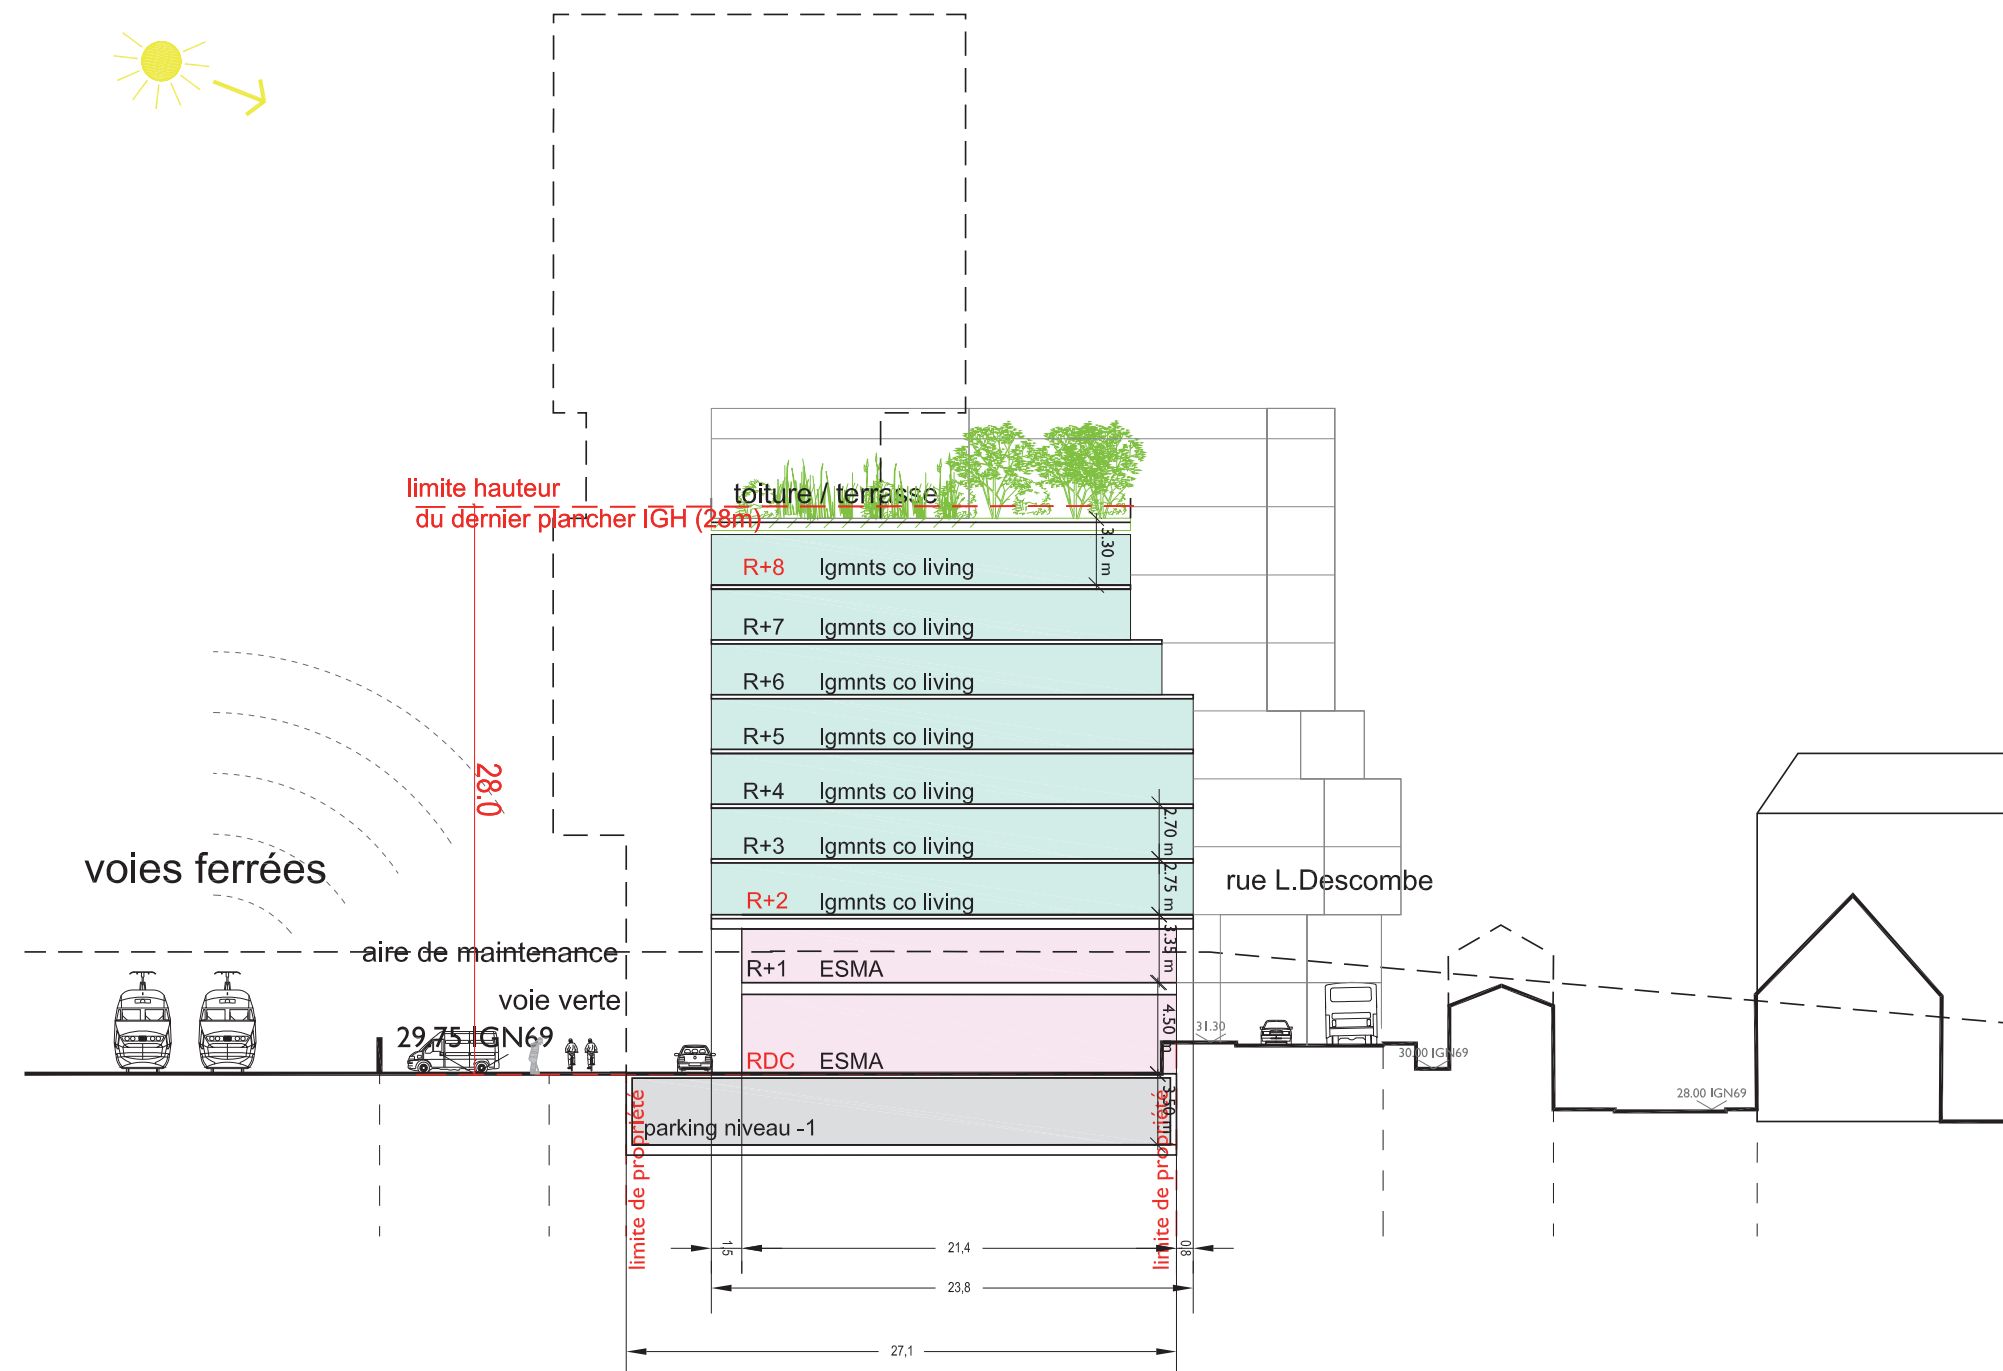 limite hauteur
du dernier plancher IGH (28m)
toiture / terrasse
3.30 m
R+8 lgmnts co living
R+7 lgmnts co living
R+6 lgmnts co living
R+5 lgmnts co living
28.0
R+4 lgmnts co living
2.70 m
R+3 lgmnts co living
voies ferrées
2.75 m
rue L.Descombe
R+2 lgmnts co living
3.35 m
aire de maintenance
R+1 ESMA
voie verte
4.50 m
31.30
29,75 IGN69
30.00 IGN69
RDC ESMA
28.00 IGN69
3.50 m
parking niveau -1
limite de propriété
limite de propriété
1,5
21,4
0,8
23,8
27,1